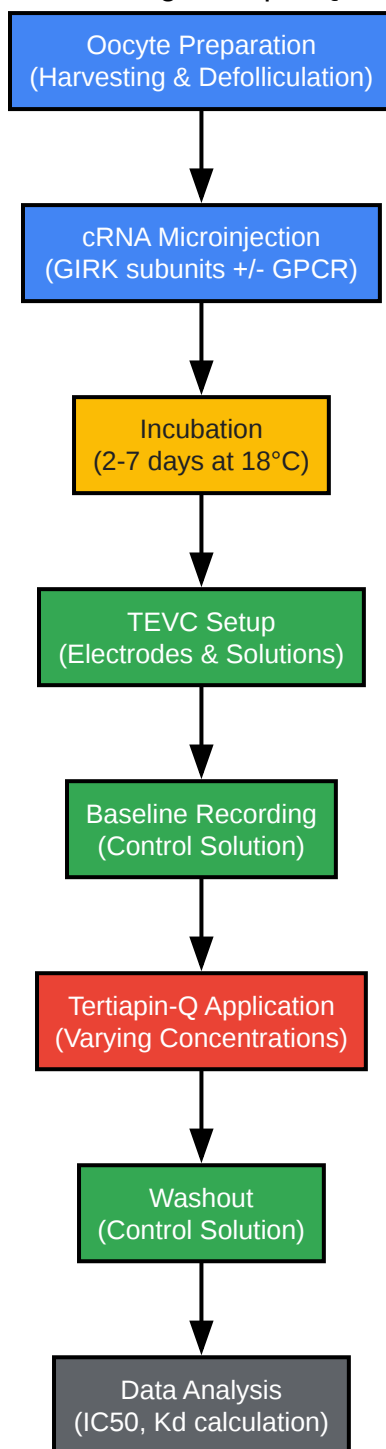 Oocyte Preparation
(Harvesting & Defolliculation)
cRNA Microinjection
(GIRK subunits +/- GPCR)
Incubation
(2-7 days at 18°C)
TEVC Setup
(Electrodes & Solutions)
Baseline Recording
(Control Solution)
Tertiapin-Q Application
(Varying Concentrations)
Washout
(Control Solution)
Data Analysis
(IC50, Kd calculation)